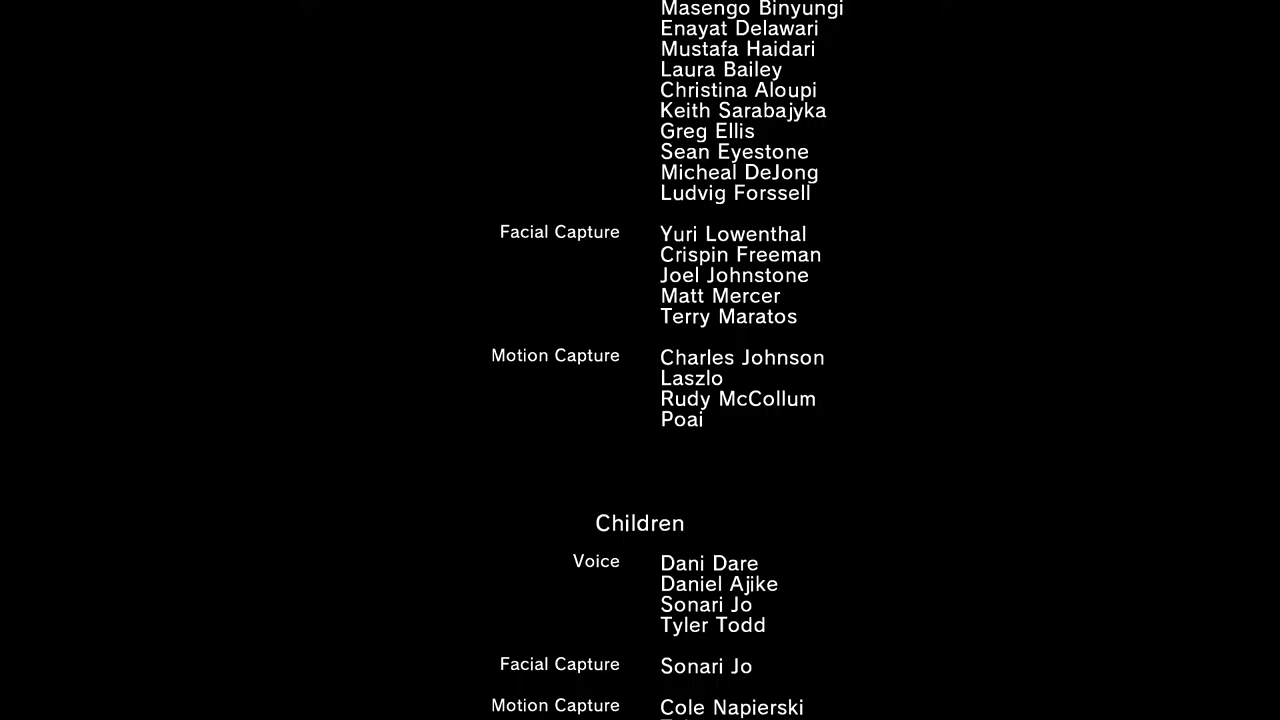 Masengo Binyungi
Enayat Delawari
Mustafa Haidari
Laura Bailey
Christina Aloupi
Keith Sarabajyka
Greg Ellis
Sean Eyestone
Micheal DeJong
Ludvig Forssell
Facial Capture Yuri Lowenthal
Crispin Freeman
Joel Johnstone
Matt Mercer
Terry Maratos
Motion Capture Charles Johnson
Laszlo
Rudy McCollum
Poai
Children
Voice Dani Dare
Daniel Ajike
Sonari Jo
Tyler Todd
Facial Capture Sonari Jo
Motion Capture Cole Napierski